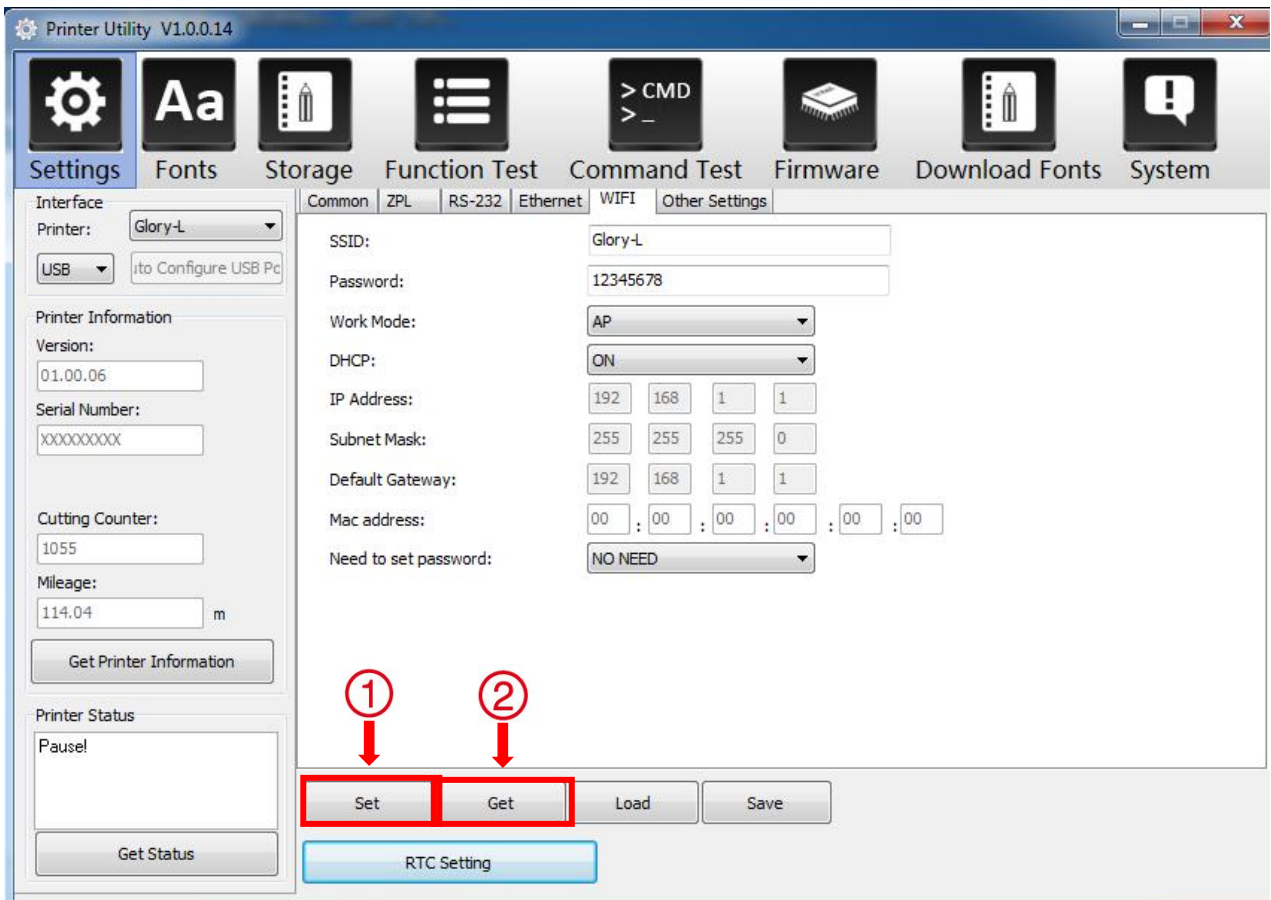 Printer Utility V1.0.0.14
Aa
> CMD
>_
Settings Fonts Storage Function Test Command Test Firmware Download Fonts System
Interface
Printer: Glory-L
USB ito Configure USB Pc
Printer Information
Version:
01.00.06
Serial Number:
XXXXXXXXX
Cutting Counter:
1055
Mileage:
114.04 m
Get Printer Information
Printer Status
Pause!
Get Status
Common ZPL RS-232 Ethernet WIFI Other Settings
SSID: Glory-L
Password: 12345678
Work Mode: AP
DHCP: ON
IP Address: 192 168 1 1
Subnet Mask: 255 255 255 0
Default Gateway: 192 168 1 1
Mac address: 00 : 00 : 00 : 00 : 00 : 00
Need to set password: NO NEED
① ②
Set Get Load Save
RTC Setting